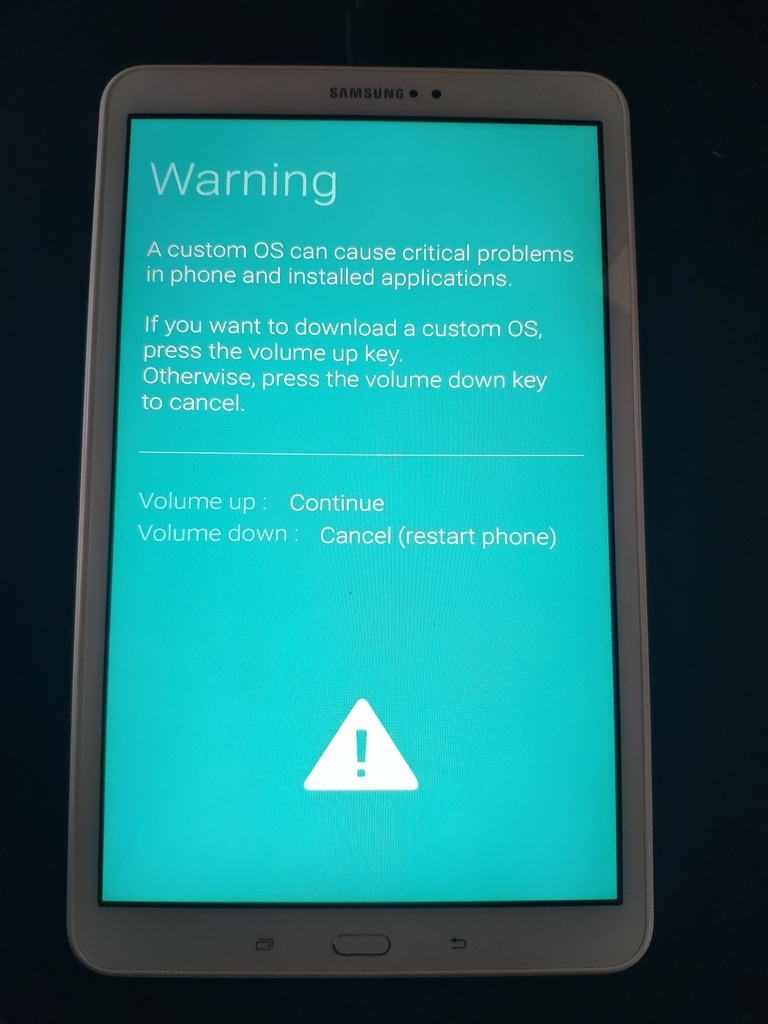 SAMSUNG
Warning
A custom OS can cause critical problems
in phone and installed applications.
If you want to download a custom OS,
press the volume up key.
Otherwise, press the volume down key
to cancel.
Volume up : Continue
Volume down : Cancel (restart phone)